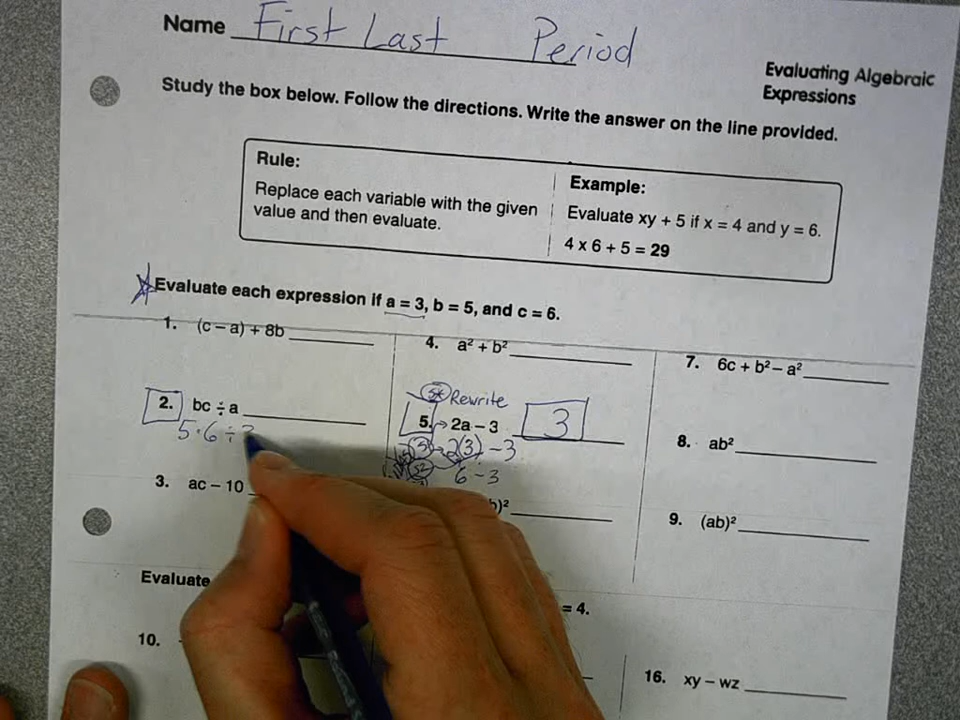 Name First Last Period
Evaluating Algebraic
Expressions
Study the box below. Follow the directions. Write the answer on the line provided.
Rule:
Replace each variable with the given
value and then evaluate.
Example:
Evaluate xy + 5 if x = 4 and y = 6.
4 x 6 + 5 = 29
Evaluate each expression if a = 3, b = 5, and c = 6.
1. (c – a) + 8b
2. bc ÷ a
5·6÷3
3. ac – 10
4. a² + b²
Rewrite
5. → 2a – 3 3
2(3) – 3
6 – 3
b)²
7. 6c + b² – a²
8. ab²
9. (ab)²
Evaluate = 4.
10.
16. xy – wz